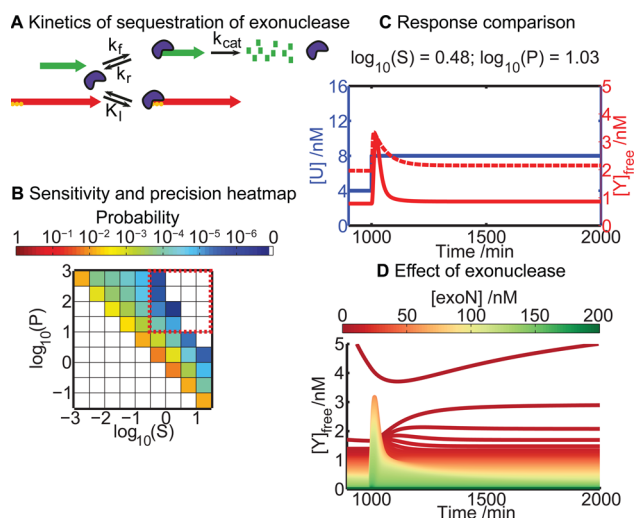 A Kinetics of sequestration of exonuclease
k_f
k_r
k_cat
K_I
B Sensitivity and precision heatmap
Probability
1 10⁻¹ 10⁻² 10⁻³ 10⁻⁴ 10⁻⁵ 10⁻⁶ 0
log₁₀(P)
3
2
1
0
−1
−3 −2 −1 0 1
log₁₀(S)
C Response comparison
log₁₀(S) = 0.48; log₁₀(P) = 1.03
[U] /nM
16
12
8
4
0
[Y]free /nM
5
4
3
2
1
0
1000 1500 2000
Time /min
D Effect of exonuclease
[exoN] /nM
0 50 100 150 200
[Y]free /nM
5
4
3
2
1
0
1000 1500 2000
Time /min